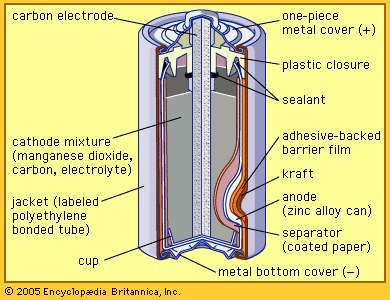 carbon electrode
one-piece
metal cover (+)
plastic closure
sealant
cathode mixture
(manganese dioxide,
carbon, electrolyte)
adhesive-backed
barrier film
kraft
jacket (labeled
polyethylene
bonded tube)
anode
(zinc alloy can)
separator
(coated paper)
cup
metal bottom cover (−)
© 2005 Encyclopædia Britannica, Inc.